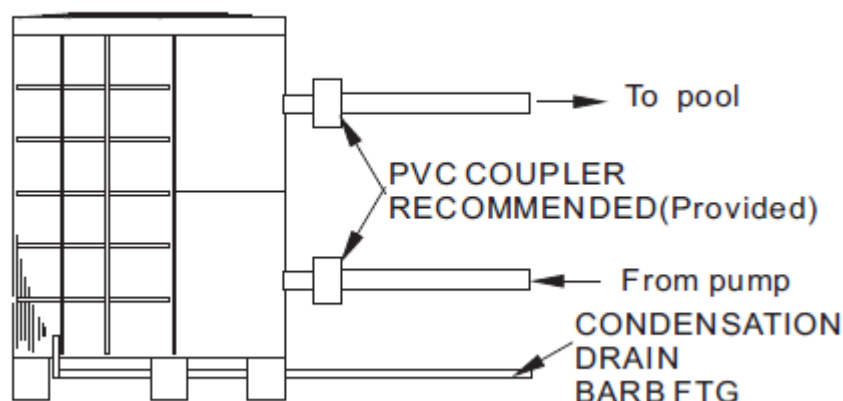 To pool
PVC COUPLER
RECOMMENDED(Provided)
From pump
CONDENSATION
DRAIN
BARB FTG